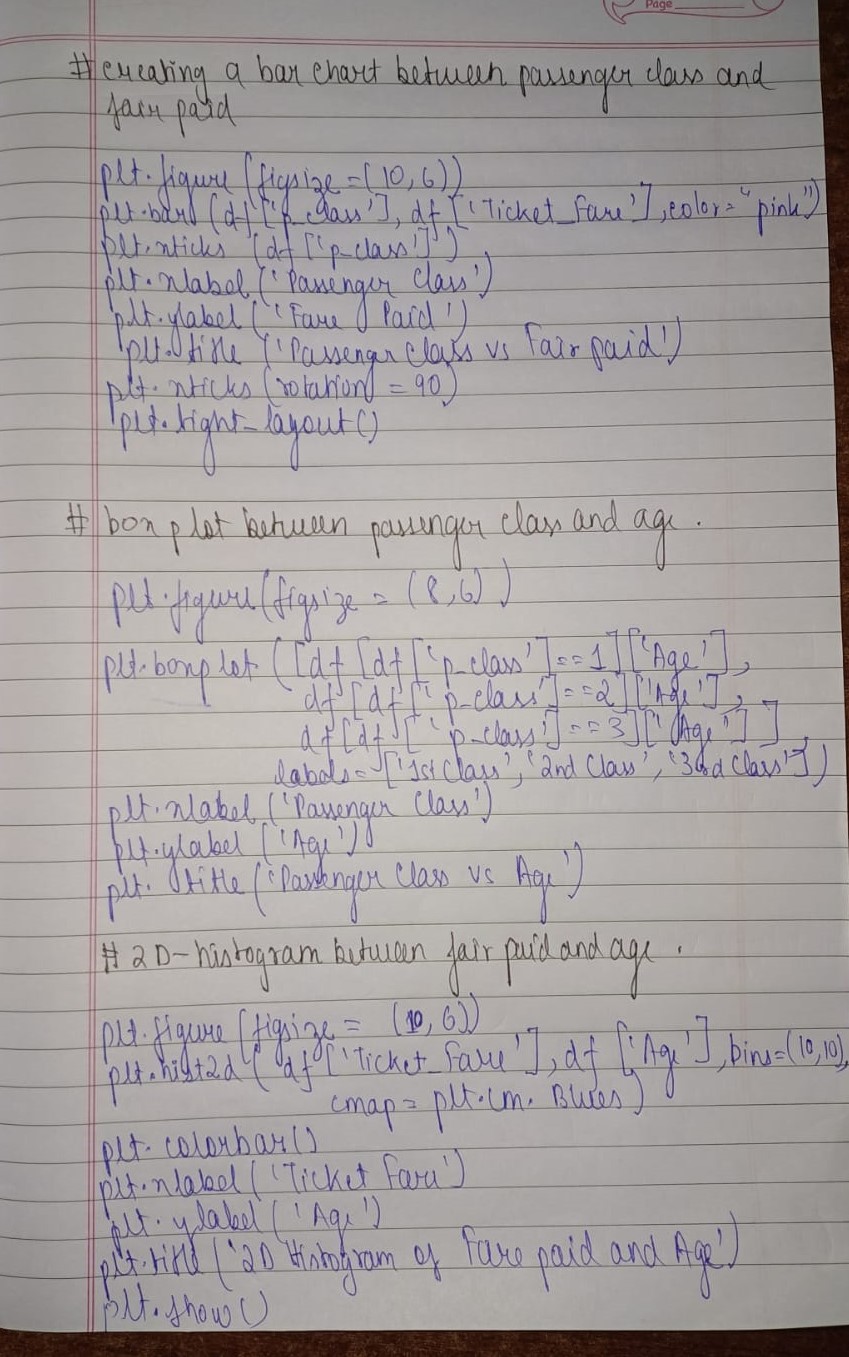 Page
# creating a bar chart between passenger class and
fair paid
plt.figure (figsize = (10,6))
plt.bar (df ['p_class'], df ['Ticket_Fare'], color = "pink")
plt.xticks (df ['p-class'])
plt.xlabel ('Passenger Class')
plt.ylabel ('Fare Paid')
plt.title ('Passenger Class vs Fair paid')
plt.xticks (rotation = 90)
plt.tight_layout ()
# box plot between passenger class and age.
plt.figure (figsize = (8,6))
plt.boxplot ([df [df ['p_class'] == 1] ['Age'],
df [df ['p_class'] == 2] ['Age'],
df [df ['p_class'] == 3] ['Age'] ],
labels = ['1st Class', '2nd Class', '3rd Class'])
plt.xlabel ('Passenger Class')
plt.ylabel ('Age')
plt. title ('Passenger Class vs Age')
# 2D-histogram between fair paid and age.
plt.figure (figsize = (10,6))
plt.hist2d (df ['Ticket_Fare'], df ['Age'], bins=(10,10),
cmap = plt.cm. Blues)
plt. colorbar ()
plt.xlabel ('Ticket Fare')
plt. ylabel ('Age')
plt.title ('2D Histogram of Fare paid and Age')
plt.show ()